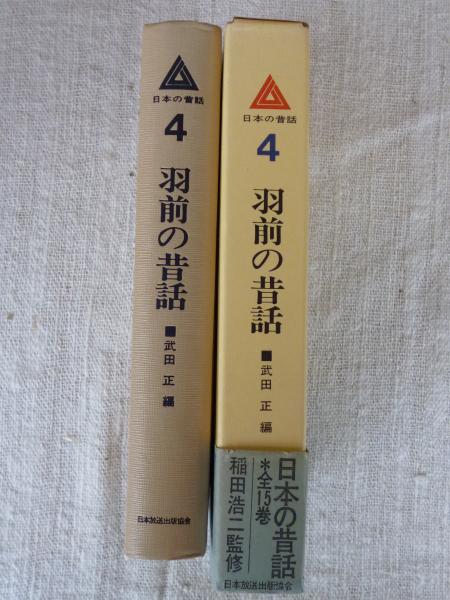 日本の昔話
4
羽前の昔話
■武田 正 編
日本放送出版協会
日本の昔話
4
羽前の昔話
■武田 正 編
日本の昔話
*全15巻
稲田浩二監修
日本放送出版協会